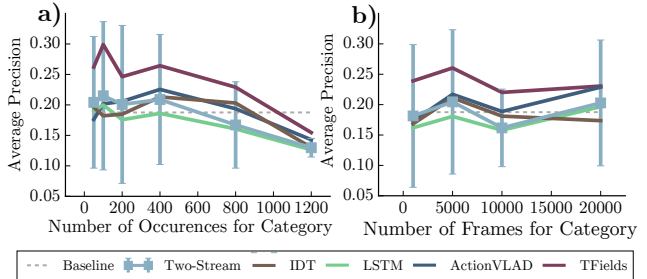 a)
Average Precision
0.30
0.25
0.20
0.15
0.10
0.05
0 200 400 600 800 1000 1200
Number of Occurences for Category
b)
Average Precision
0.30
0.25
0.20
0.15
0.10
0.05
0 5000 10000 15000 20000
Number of Frames for Category
Baseline Two-Stream IDT LSTM ActionVLAD TFields